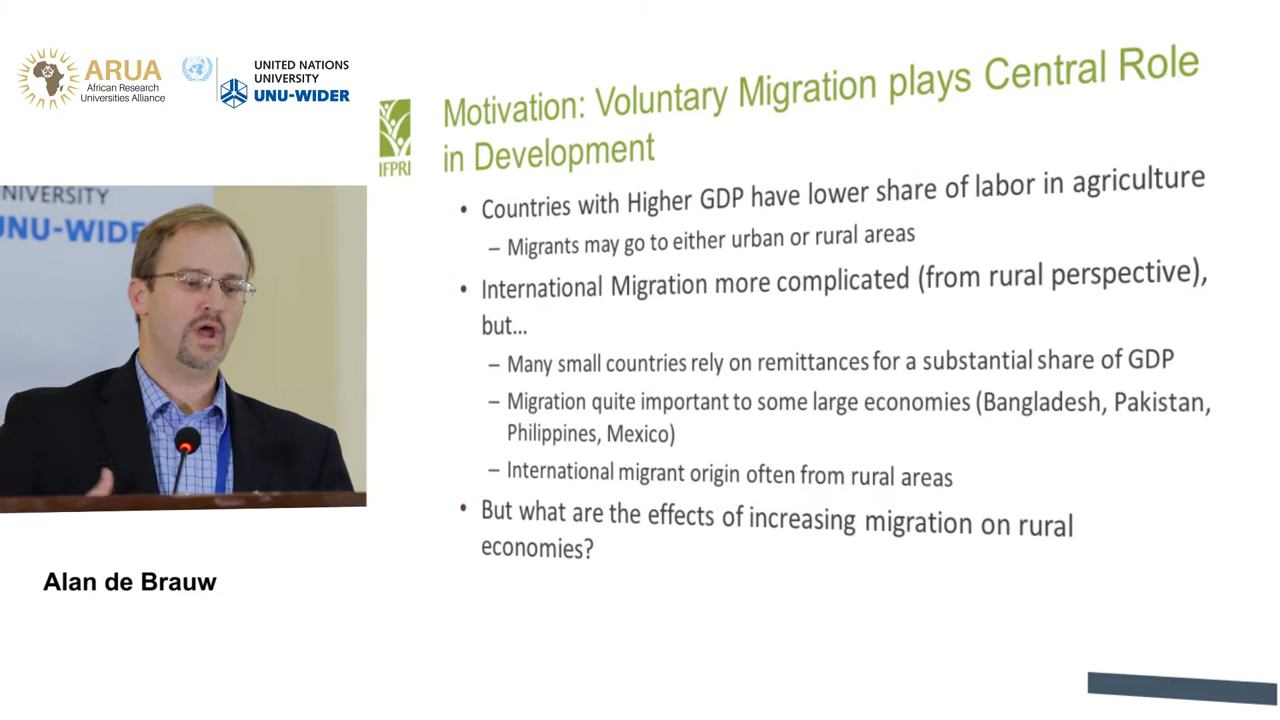 ARUA
African Research
Universities Alliance
UNITED NATIONS
UNIVERSITY
UNU-WIDER
IFPRI
Motivation: Voluntary Migration plays Central Role
in Development
• Countries with Higher GDP have lower share of labor in agriculture
– Migrants may go to either urban or rural areas
• International Migration more complicated (from rural perspective),
but...
– Many small countries rely on remittances for a substantial share of GDP
– Migration quite important to some large economies (Bangladesh, Pakistan,
Philippines, Mexico)
– International migrant origin often from rural areas
• But what are the effects of increasing migration on rural
economies?
NIVERSITY
UNU-WIDE
Alan de Brauw